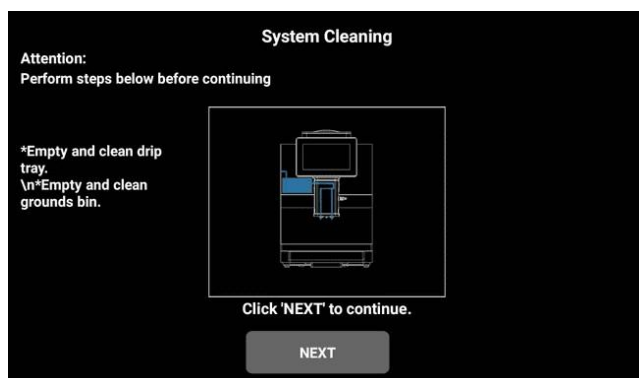 System Cleaning
Attention:
Perform steps below before continuing
*Empty and clean drip
tray.
\n*Empty and clean
grounds bin.
Click 'NEXT' to continue.
NEXT